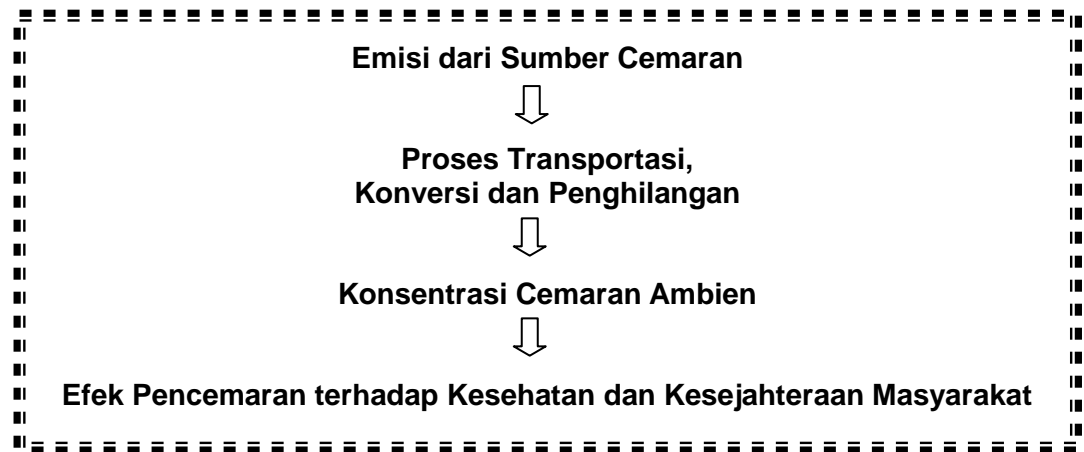 Emisi dari Sumber Cemaran
Proses Transportasi,
Konversi dan Penghilangan
Konsentrasi Cemaran Ambien
Efek Pencemaran terhadap Kesehatan dan Kesejahteraan Masyarakat